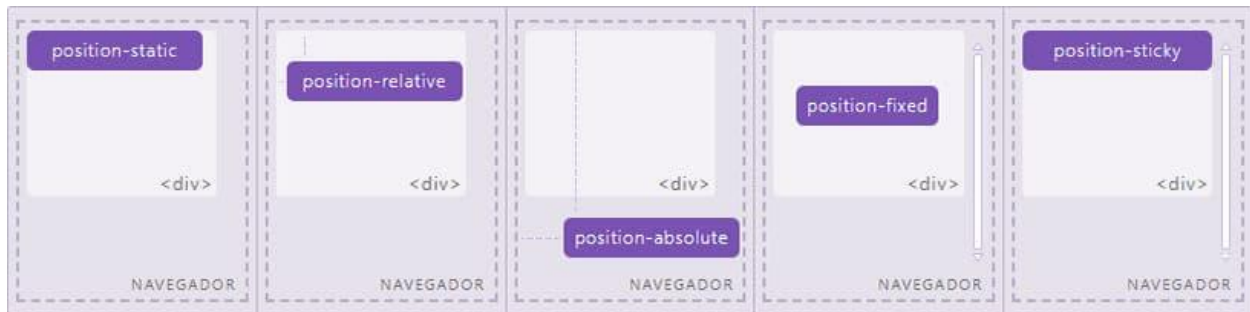 position-static
<div>
NAVEGADOR
position-relative
<div>
NAVEGADOR
<div>
position-absolute
NAVEGADOR
position-fixed
<div>
NAVEGADOR
position-sticky
<div>
NAVEGADOR